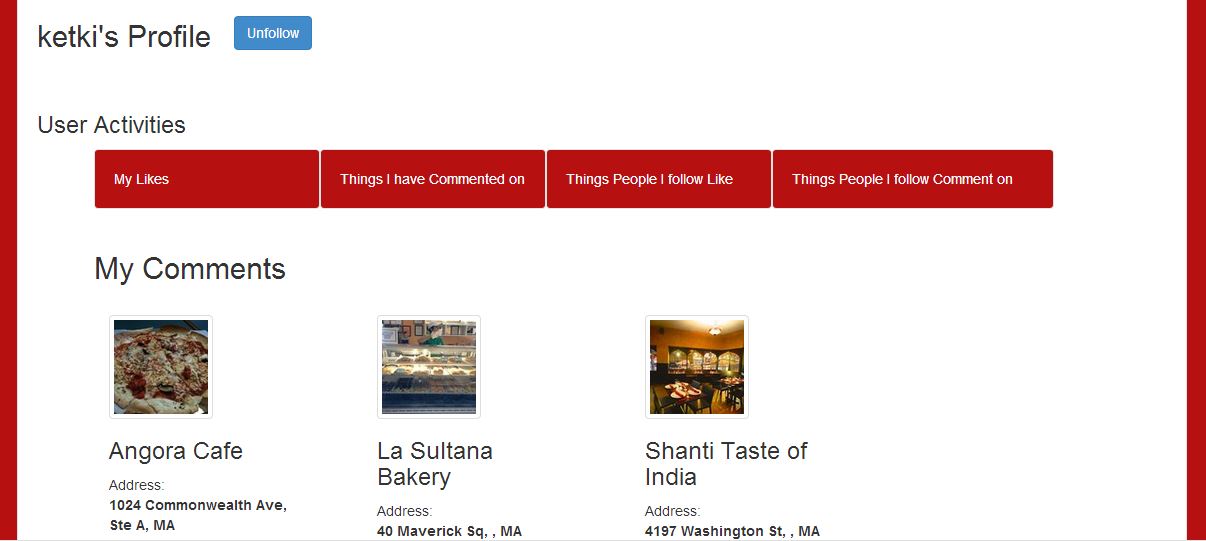 ketki's Profile Unfollow
User Activities
My Likes Things I have Commented on Things People I follow Like Things People I follow Comment on
My Comments
Angora Cafe
Address:
1024 Commonwealth Ave,
Ste A, MA
La Sultana
Bakery
Address:
40 Maverick Sq, , MA
Shanti Taste of
India
Address:
4197 Washington St, , MA